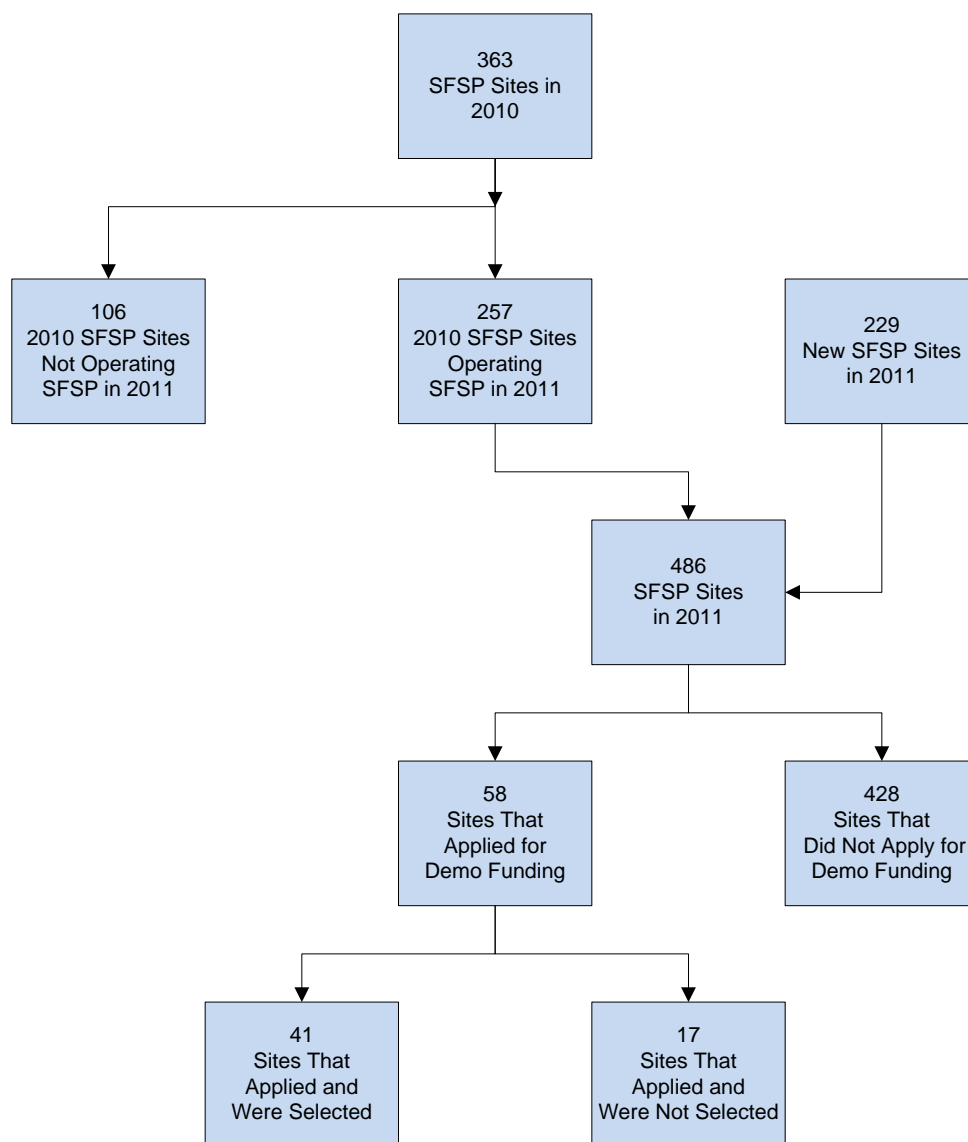 363
SFSP Sites in
2010
106
2010 SFSP Sites
Not Operating
SFSP in 2011
257
2010 SFSP Sites
Operating
SFSP in 2011
229
New SFSP Sites
in 2011
486
SFSP Sites
in 2011
58
Sites That
Applied for
Demo Funding
428
Sites That
Did Not Apply for
Demo Funding
41
Sites That
Applied and
Were Selected
17
Sites That
Applied and
Were Not Selected